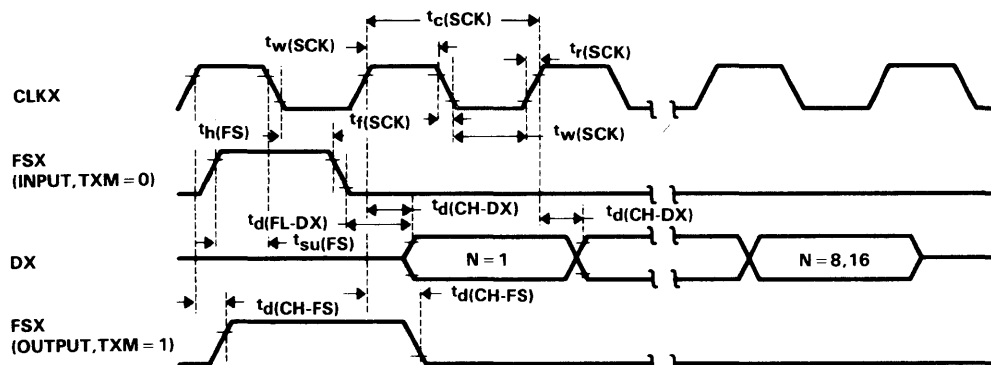 tc(SCK)
tw(SCK)
tr(SCK)
CLKX
th(FS)
tf(SCK)
tw(SCK)
FSX
(INPUT, TXM = 0)
td(CH-DX)
td(CH-DX)
td(FL-DX)
tsu(FS)
DX
N = 1
N = 8,16
td(CH-FS)
td(CH-FS)
FSX
(OUTPUT, TXM = 1)